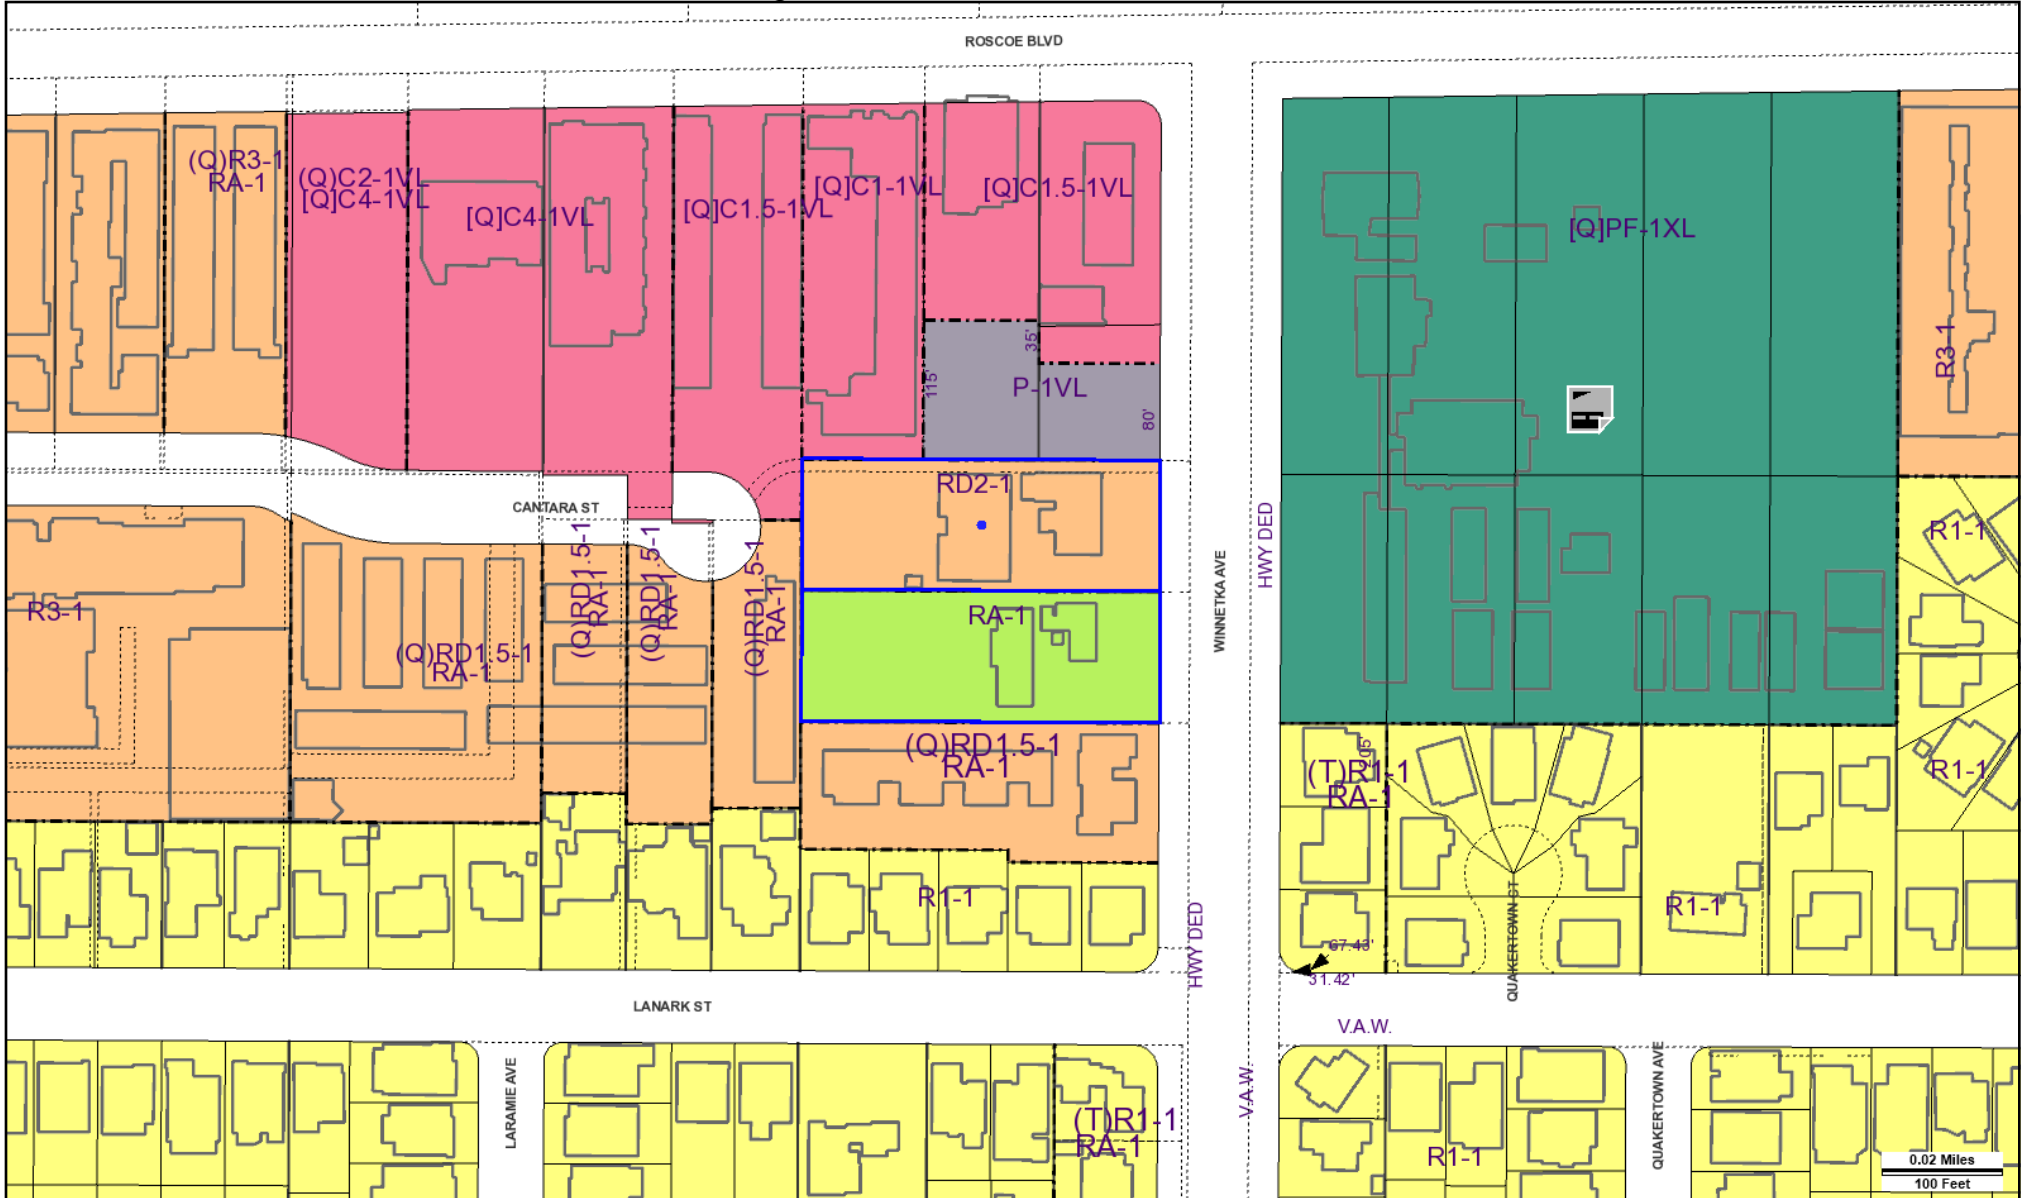 ROSCOE BLVD
(Q)R3-1
RA-1
(Q)C2-1VL
[Q]C4-1VL
[Q]C4-1VL
[Q]C1.5-1VL
[Q]C1-1VL
[Q]C1.5-1VL
[Q]PF-1XL
R3-1
35'
115'
P-1VL
80'
H
CANTARA ST
RD2-1
HWY DED
WINNETKA AVE
R1-1
R3-1
(Q)RD1.5-1
RA-1
(Q)RD1.5-1
RA-1
(Q)RD1.5-1
RA-1
(Q)RD1.5-1
RA-1
RA-1
(Q)RD1.5-1
RA-1
205'
(T)R1-1
RA-1
R1-1
R1-1
R1-1
QUAKERTOWN ST
67.43'
31.42'
HWY DED
LANARK ST
V.A.W.
LARAMIE AVE
V.A.W.
(T)R1-1
RA-1
R1-1
QUAKERTOWN AVE
0.02 Miles
100 Feet